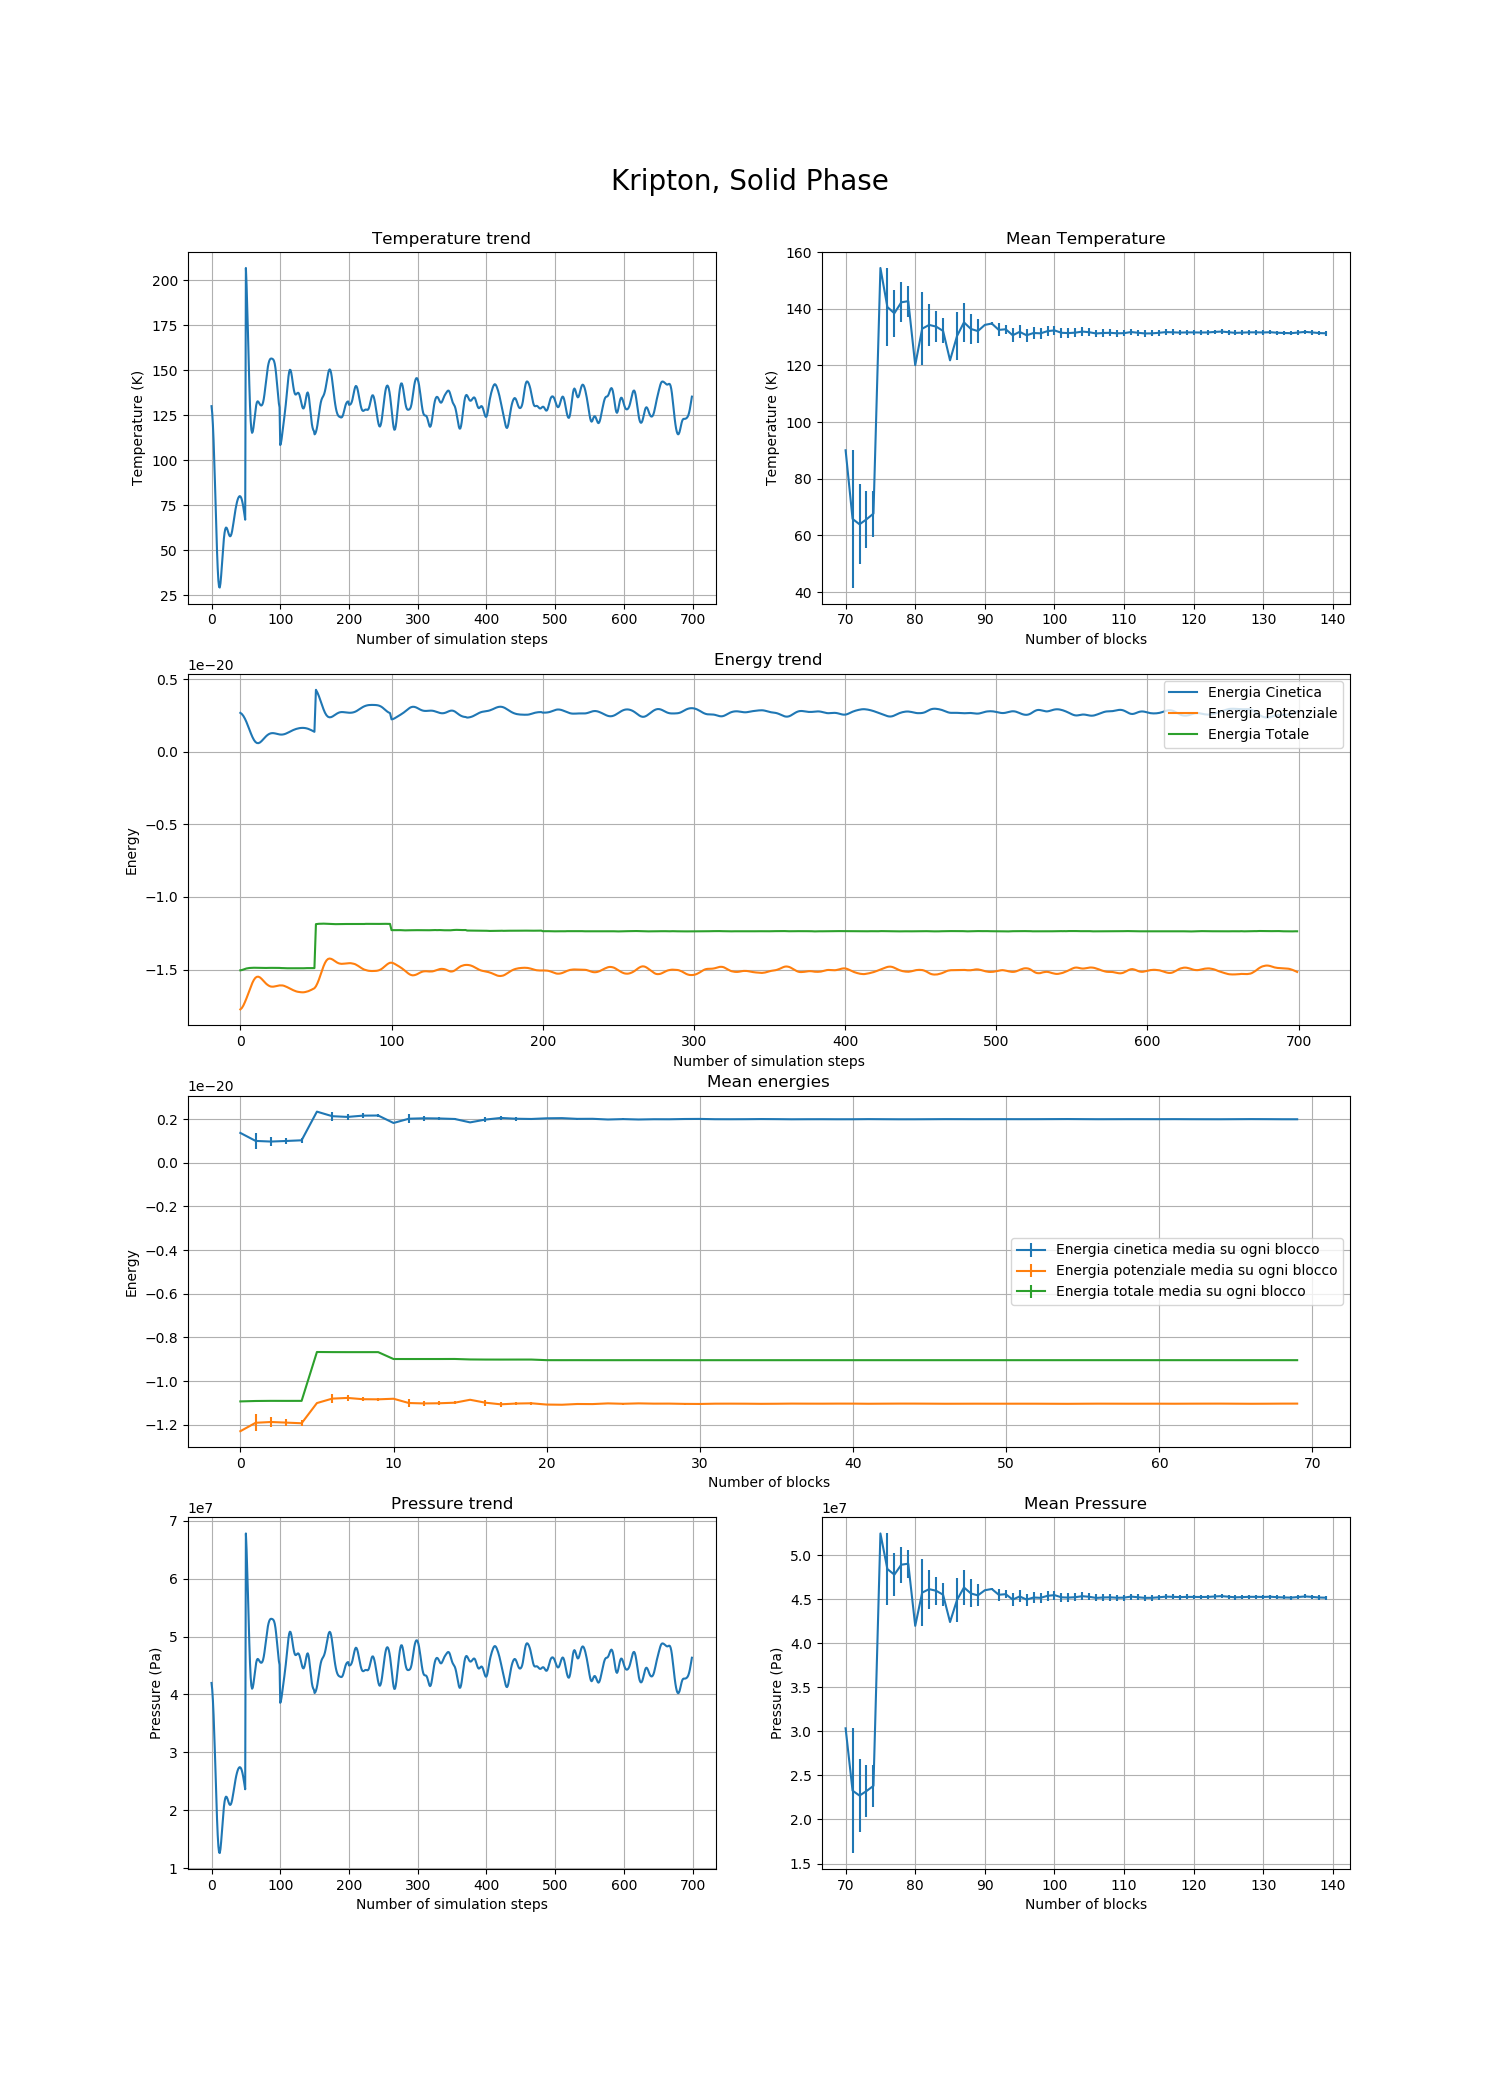 Kripton, Solid Phase
Temperature trend
Temperature (K)
200
175
150
125
100
75
50
25
0 100 200 300 400 500 600 700
Number of simulation steps
Mean Temperature
Temperature (K)
160
140
120
100
80
60
40
70 80 90 100 110 120 130 140
Number of blocks
Energy trend
1e−20
Energy
0.5
0.0
−0.5
−1.0
−1.5
Energia Cinetica
Energia Potenziale
Energia Totale
0 100 200 300 400 500 600 700
Number of simulation steps
Mean energies
1e−20
Energy
0.2
0.0
−0.2
−0.4
−0.6
−0.8
−1.0
−1.2
Energia cinetica media su ogni blocco
Energia potenziale media su ogni blocco
Energia totale media su ogni blocco
0 10 20 30 40 50 60 70
Number of blocks
Pressure trend
1e7
Pressure (Pa)
7
6
5
4
3
2
1
0 100 200 300 400 500 600 700
Number of simulation steps
Mean Pressure
1e7
Pressure (Pa)
5.0
4.5
4.0
3.5
3.0
2.5
2.0
1.5
70 80 90 100 110 120 130 140
Number of blocks